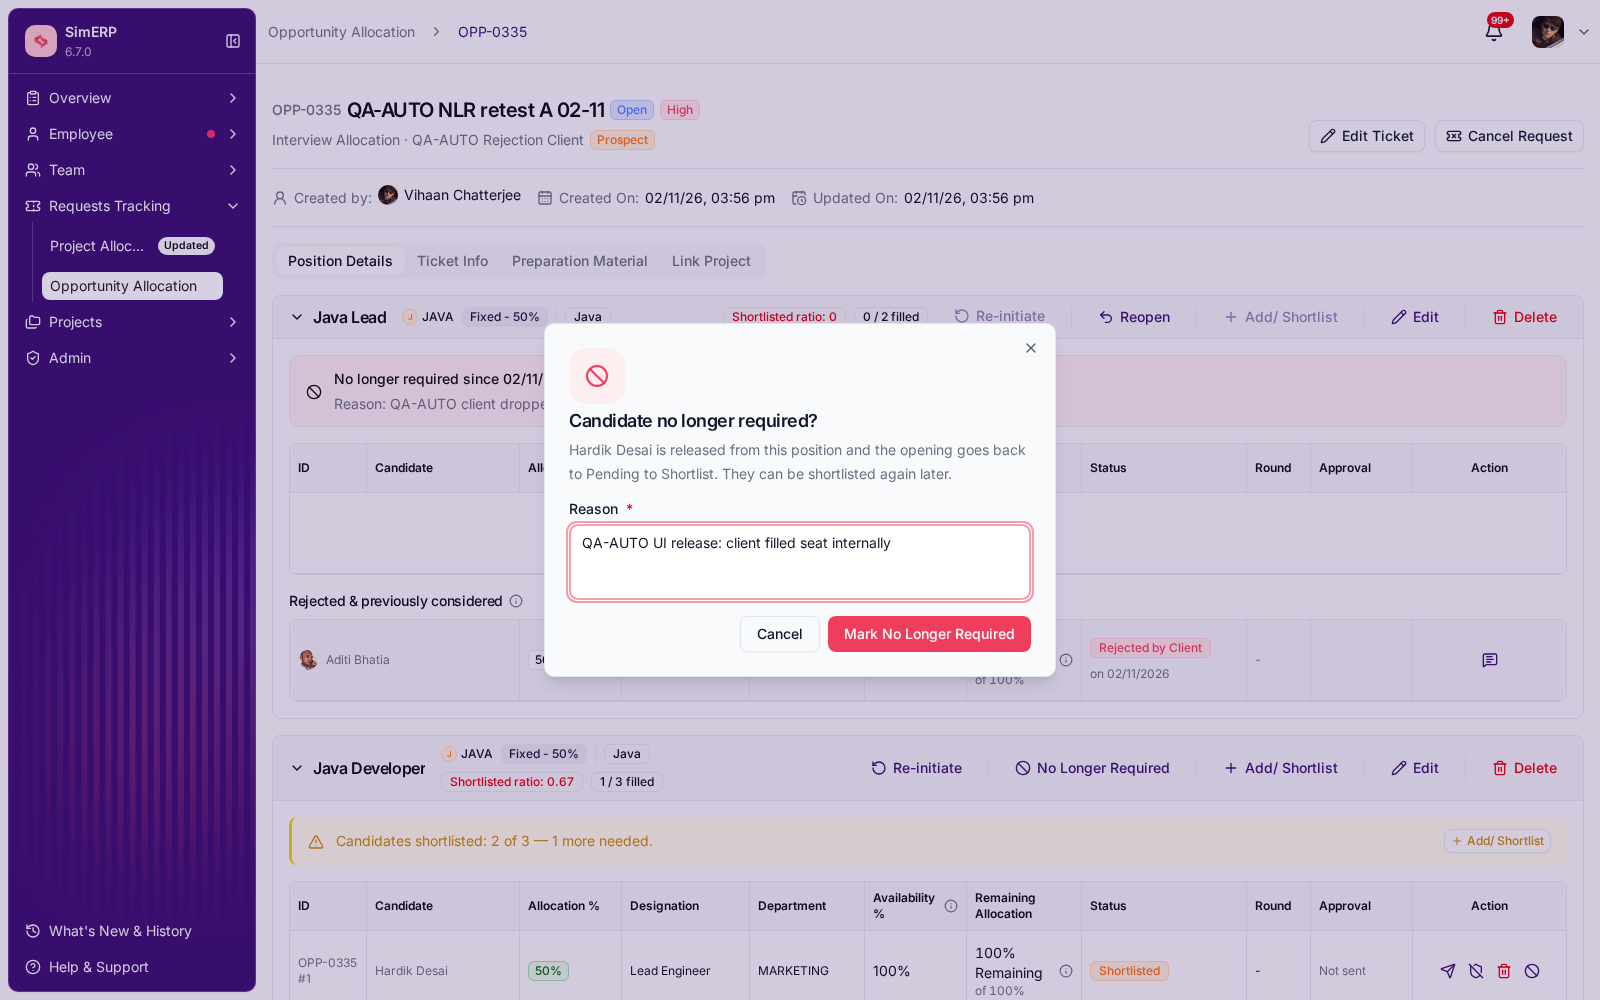 SimERP
6.7.0
Overview
Employee
Team
Requests Tracking
Project Alloc...
Updated
Opportunity Allocation
Projects
Admin
What's New & History
Help & Support
Opportunity Allocation > OPP-0335
99+
OPP-0335 QA-AUTO NLR retest A 02-11 Open High
Interview Allocation · QA-AUTO Rejection Client Prospect
Edit Ticket
Cancel Request
Created by: Vihaan Chatterjee Created On: 02/11/26, 03:56 pm Updated On: 02/11/26, 03:56 pm
Position Details Ticket Info Preparation Material Link Project
Java Lead J JAVA Fixed - 50% Java Shortlisted ratio: 0 0 / 2 filled Re-initiate Reopen Add/ Shortlist Edit Delete
No longer required since 02/11/
Reason: QA-AUTO client droppe
ID Candidate Status Round Approval Action
Rejected & previously considered
Aditi Bhatia
of 100%
Rejected by Client
on 02/11/2026
-
Candidate no longer required?
Hardik Desai is released from this position and the opening goes back
to Pending to Shortlist. They can be shortlisted again later.
Reason *
QA-AUTO UI release: client filled seat internally
Cancel
Mark No Longer Required
Java Developer J JAVA Fixed - 50% Java
Shortlisted ratio: 0.67 1 / 3 filled
Re-initiate No Longer Required Add/ Shortlist Edit Delete
Candidates shortlisted: 2 of 3 — 1 more needed.
+ Add/ Shortlist
ID Candidate Allocation % Designation Department Availability % Remaining Allocation Status Round Approval Action
OPP-0335 #1 Hardik Desai 50% Lead Engineer MARKETING 100% 100% Remaining of 100% Shortlisted - Not sent